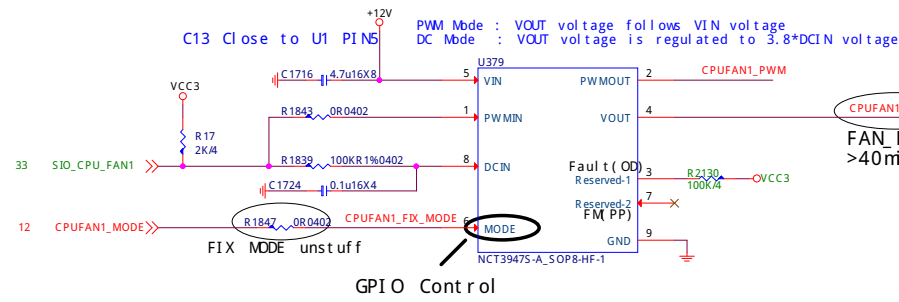 +12V
C13 Close to U1 PIN5
PWM Mode : VOUT voltage follows VIN voltage
DC Mode : VOUT voltage is regulated to 3.8*DCIN voltage
U379
C1716 4.7u16X8
5 VIN
PWMOUT 2
CPUFAN1_PWM
VCC3
R1843 0R0402
1 PWMIN
VOUT 4
CPUFAN1
R17
2K/4
FAN_
>40mi
33 SIO_CPU_FAN1
R1839 100KR1%0402
8 DCIN
Fault(OD)
Reserved-1 3
R2130
100K/4
VCC3
C1724 0.1u16X4
Reserved-2 7
FM(PP)
12 CPUFAN1_MODE
R1847 0R0402
CPUFAN1_FIX_MODE
6 MODE
GND 9
FIX MODE unstuff
NCT3947S-A_SOP8-HF-1
GPIO Control